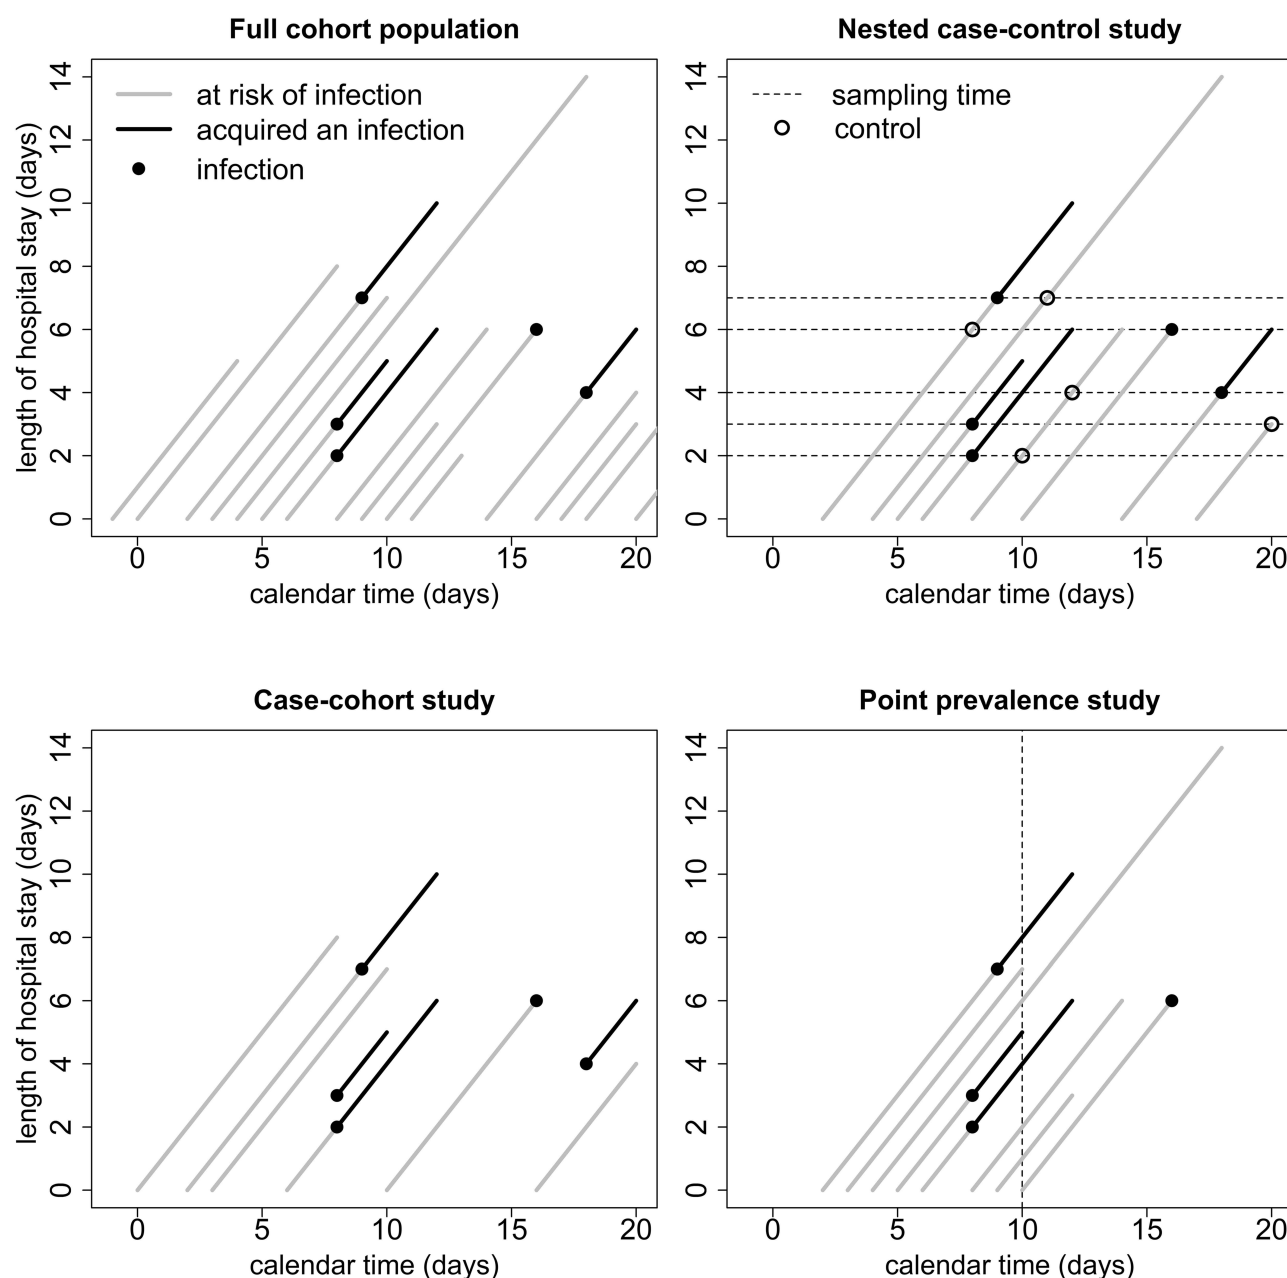 Full cohort population
at risk of infection
acquired an infection
infection
length of hospital stay (days)
0 2 4 6 8 10 12 14
0 5 10 15 20
calendar time (days)
Nested case-control study
sampling time
control
0 2 4 6 8 10 12 14
0 5 10 15 20
calendar time (days)
Case-cohort study
length of hospital stay (days)
0 2 4 6 8 10 12 14
0 5 10 15 20
calendar time (days)
Point prevalence study
0 2 4 6 8 10 12 14
0 5 10 15 20
calendar time (days)